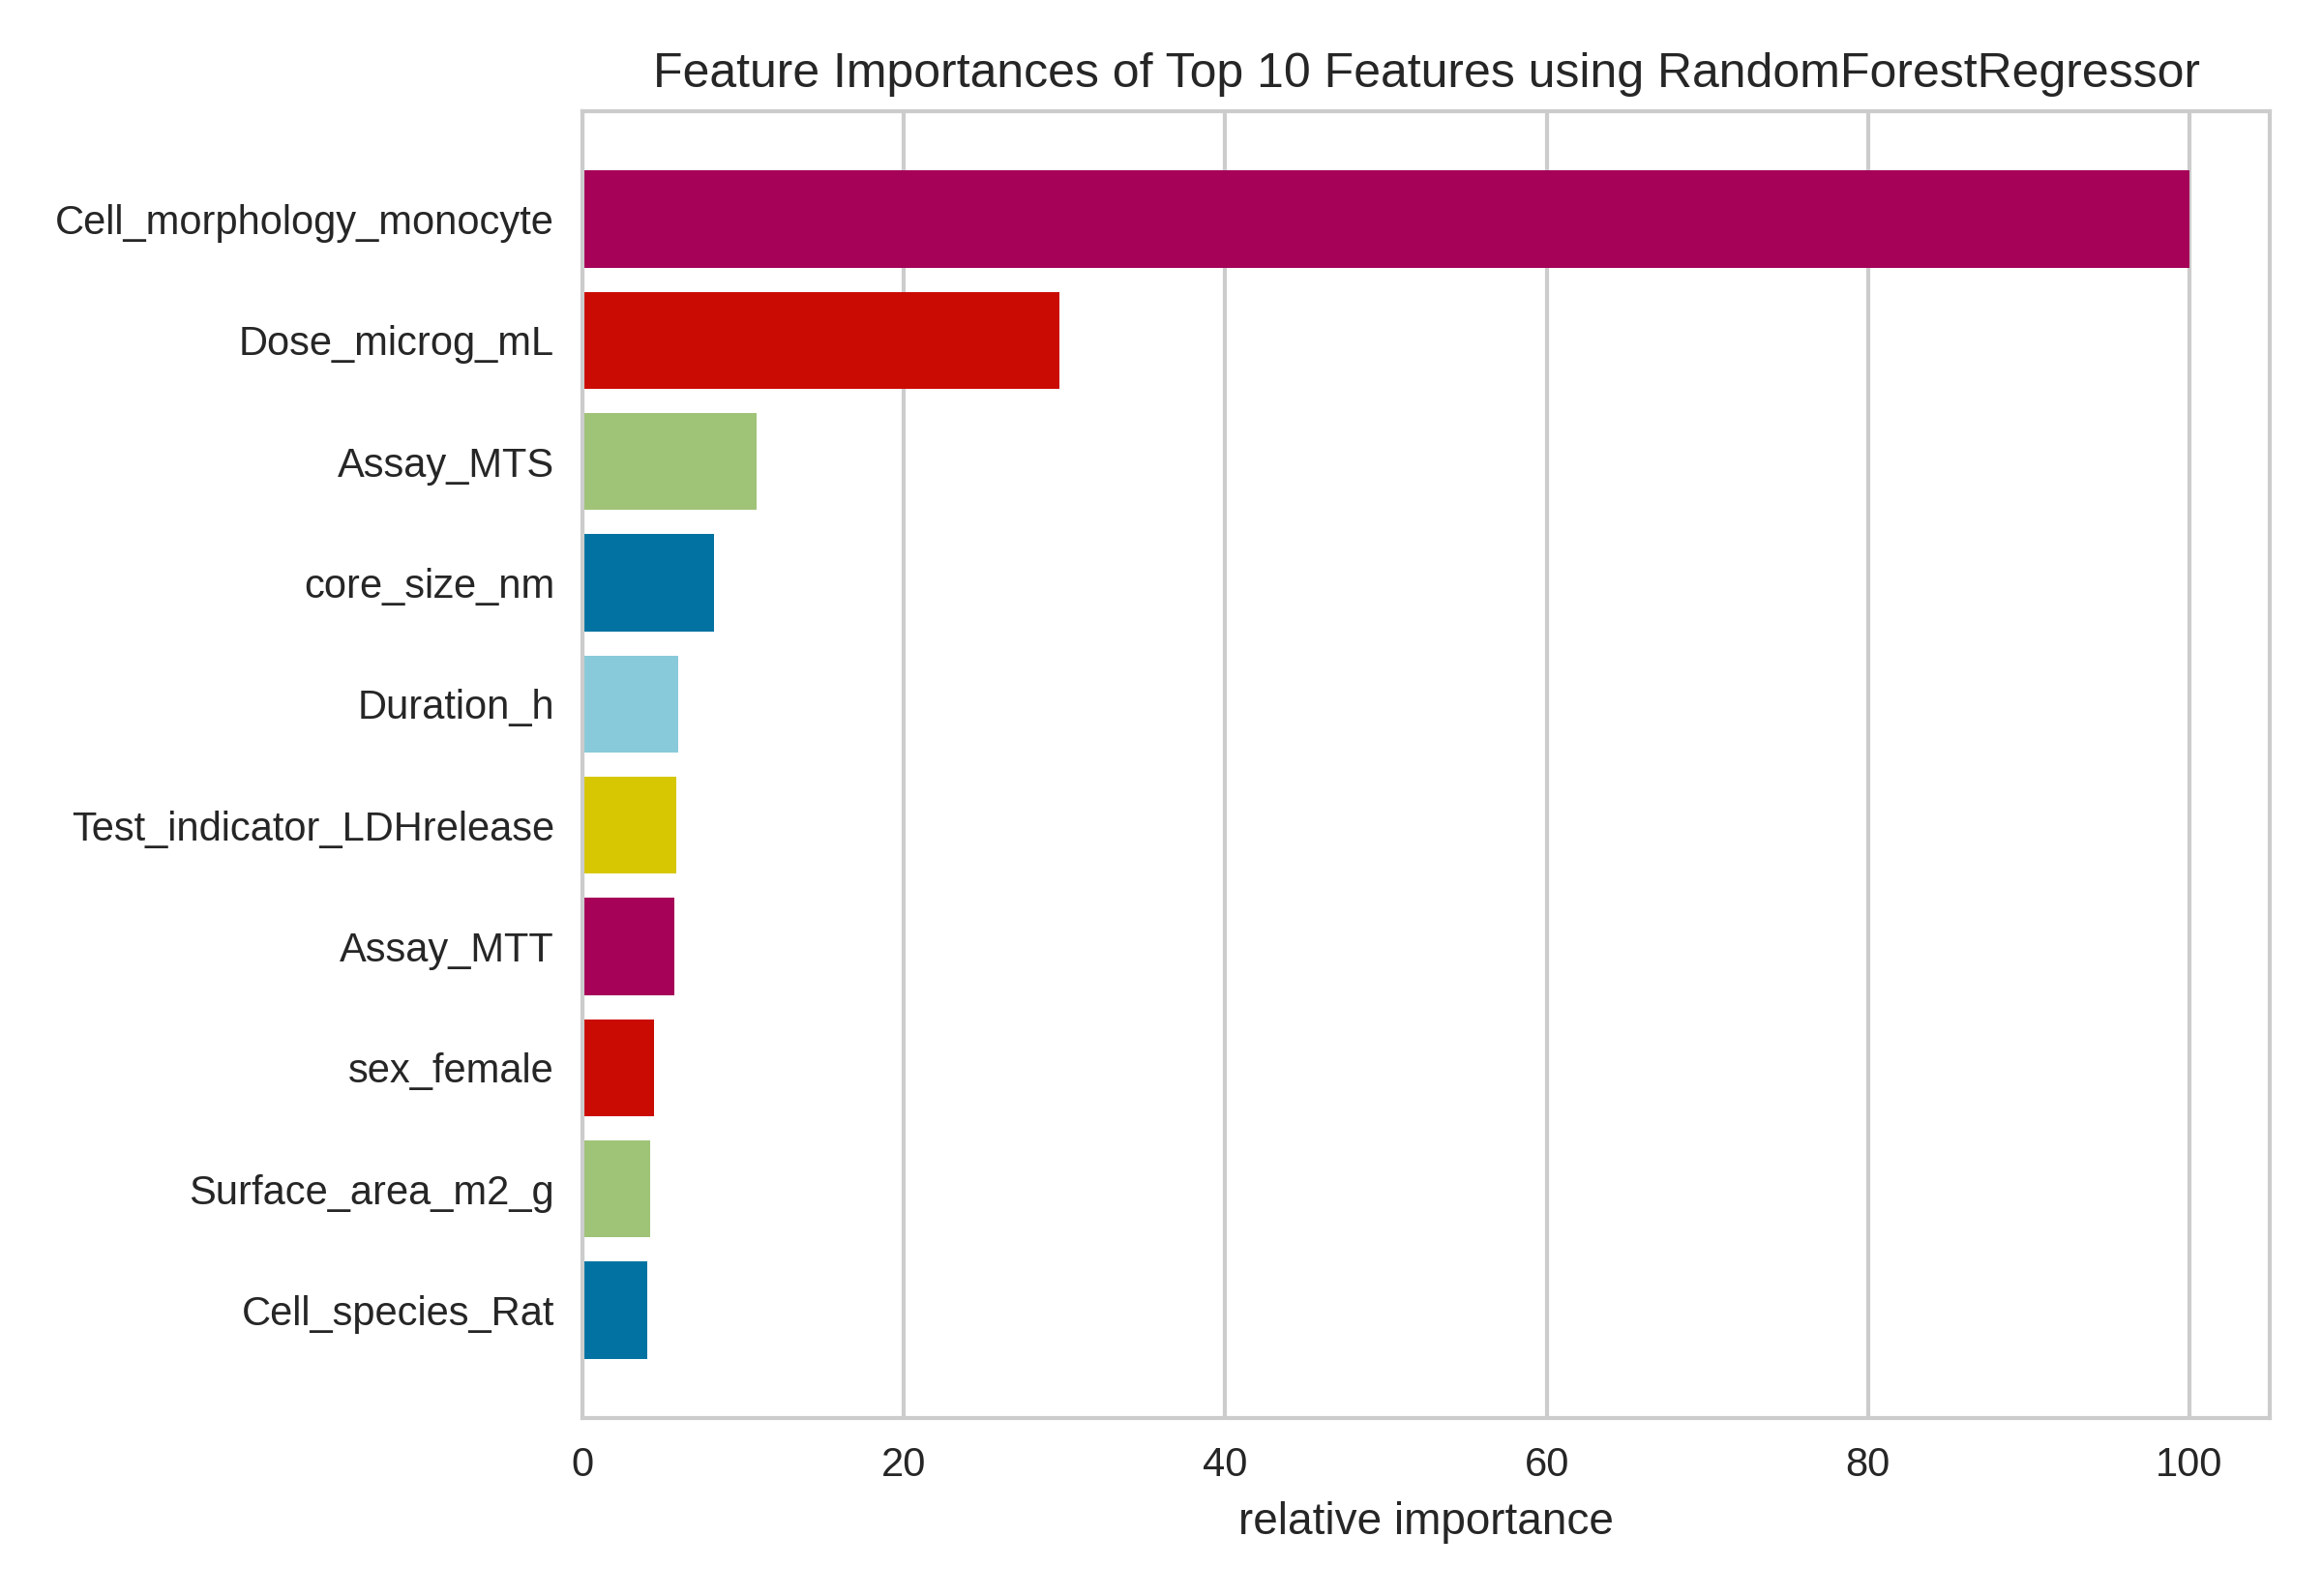 Feature Importances of Top 10 Features using RandomForestRegressor
Cell_morphology_monocyte
Dose_microg_mL
Assay_MTS
core_size_nm
Duration_h
Test_indicator_LDHrelease
Assay_MTT
sex_female
Surface_area_m2_g
Cell_species_Rat
0 20 40 60 80 100
relative importance